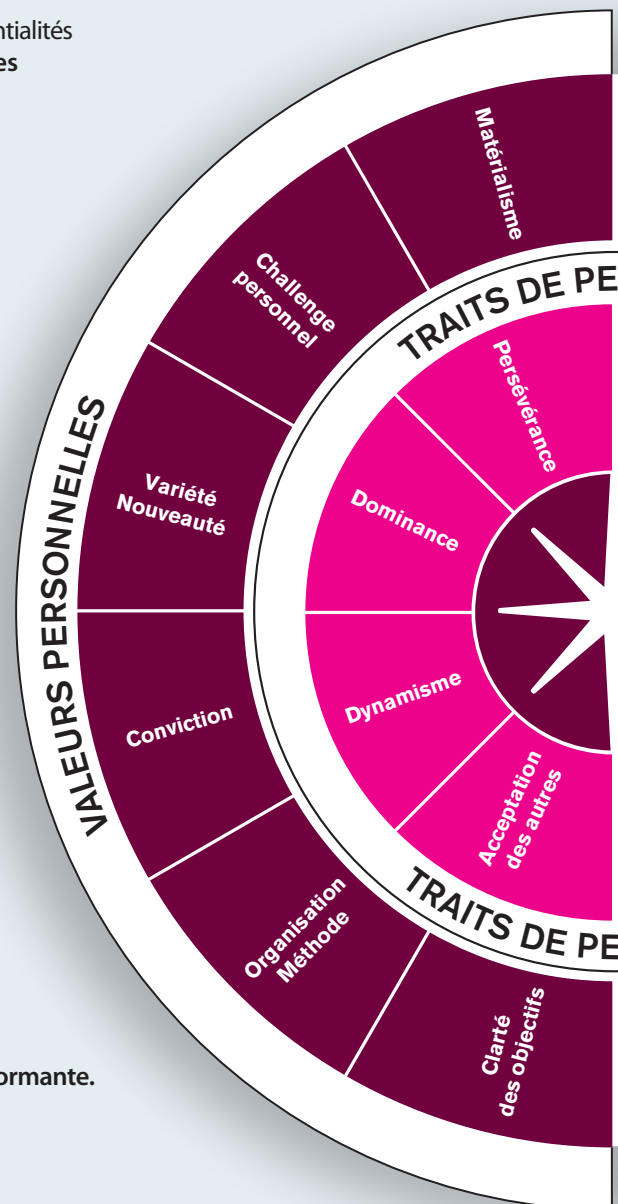 ntialités
es
VALEURS PERSONNELLES
Matérialisme
Challenge
personnel
Variété
Nouveauté
Conviction
Organisation
Méthode
Clarté
des objectifs
TRAITS DE PE
Persévérance
Dominance
Dynamisme
Acceptation
des autres
TRAITS DE PE
ormante.